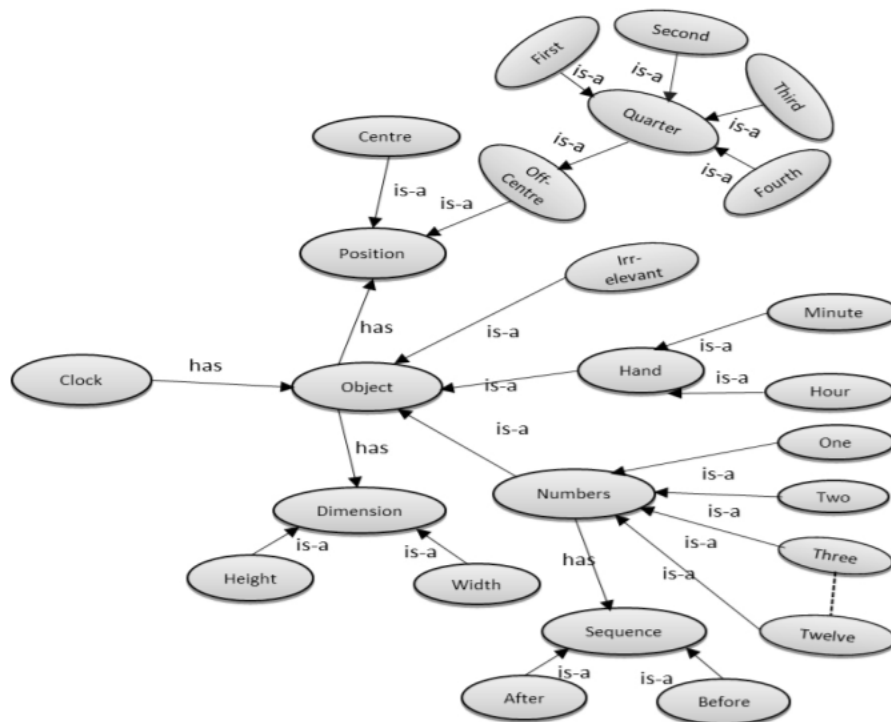 Second
First
is-a
is-a
Third
Quarter
is-a
Centre
is-a
Off-
Centre
is-a
Fourth
is-a
is-a
Position
Irr-
elevant
has
is-a
Minute
is-a
Clock
has
Object
is-a
Hand
is-a
Hour
has
is-a
One
is-a
Numbers
Two
Dimension
is-a
is-a
is-a
has
is-a
Three
is-a
Height
Width
Sequence
Twelve
is-a
is-a
After
Before